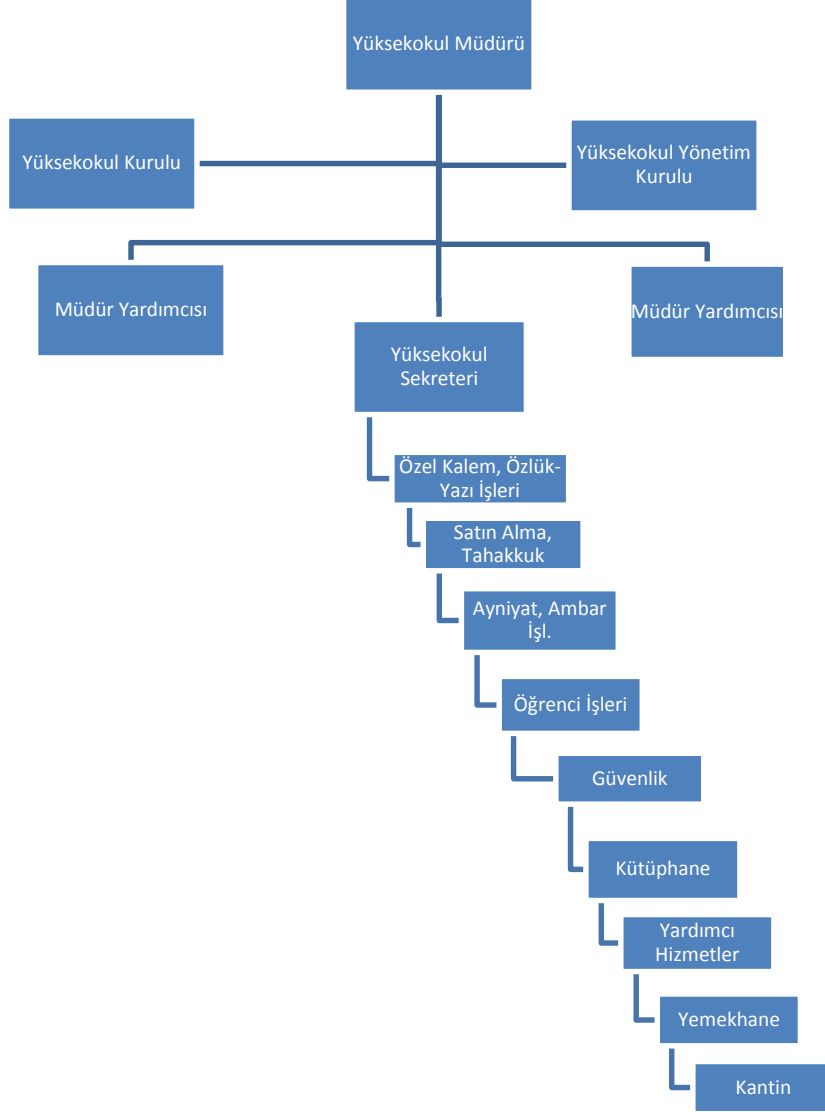 Yüksekokul Müdürü
Yüksekokul Kurulu
Yüksekokul Yönetim
Kurulu
Müdür Yardımcısı
Müdür Yardımcısı
Yüksekokul
Sekreteri
Özel Kalem, Özlük-
Yazı İşleri
Satın Alma,
Tahakkuk
Ayniyat, Ambar
İşl.
Öğrenci İşleri
Güvenlik
Kütüphane
Yardımcı
Hizmetler
Yemekhane
Kantin